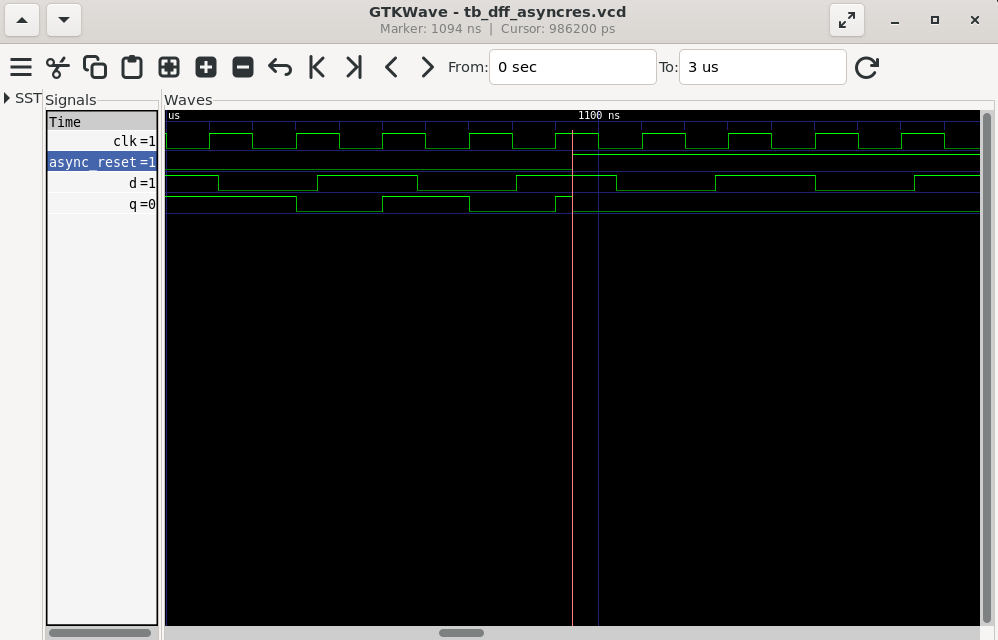 GTKWave - tb_dff_asyncres.vcd
Marker: 1094 ns | Cursor: 986200 ps
From: 0 sec To: 3 us
SST
Signals
Waves
Time
us 1100 ns
clk =1
async_reset =1
d =1
q =0